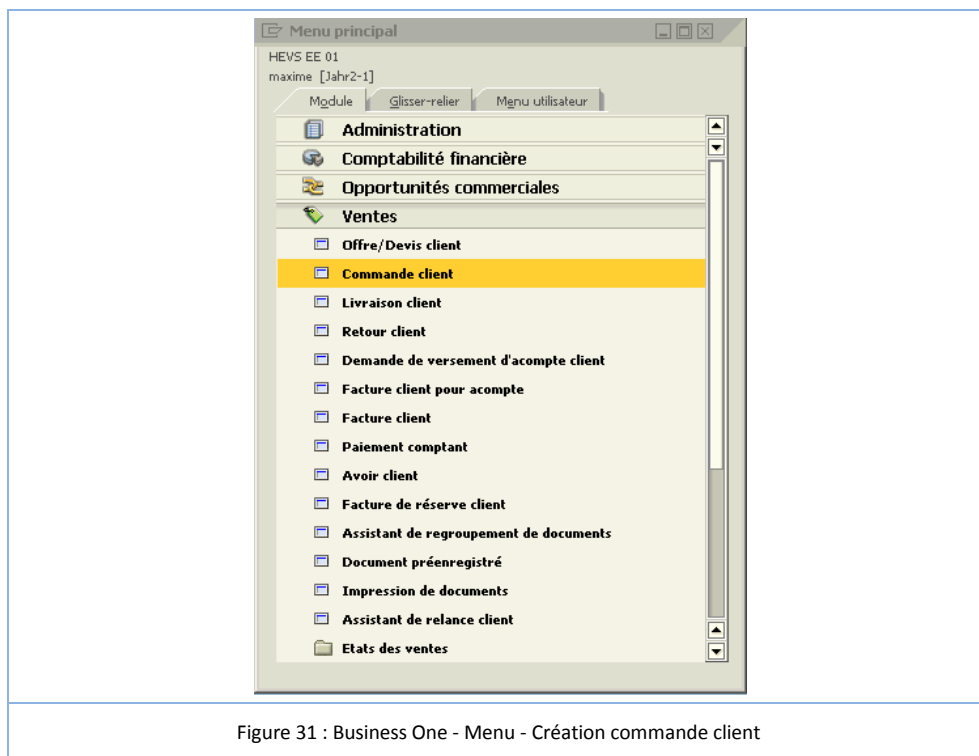 Menu principal
HEVS EE 01
maxime [Jahr2-1]
Module Glisser-relier Menu utilisateur
Administration
Comptabilité financière
Opportunités commerciales
Ventes
Offre/Devis client
Commande client
Livraison client
Retour client
Demande de versement d'acompte client
Facture client pour acompte
Facture client
Paiement comptant
Avoir client
Facture de réserve client
Assistant de regroupement de documents
Document préenregistré
Impression de documents
Assistant de relance client
Etats des ventes
Figure 31 : Business One - Menu - Création commande client